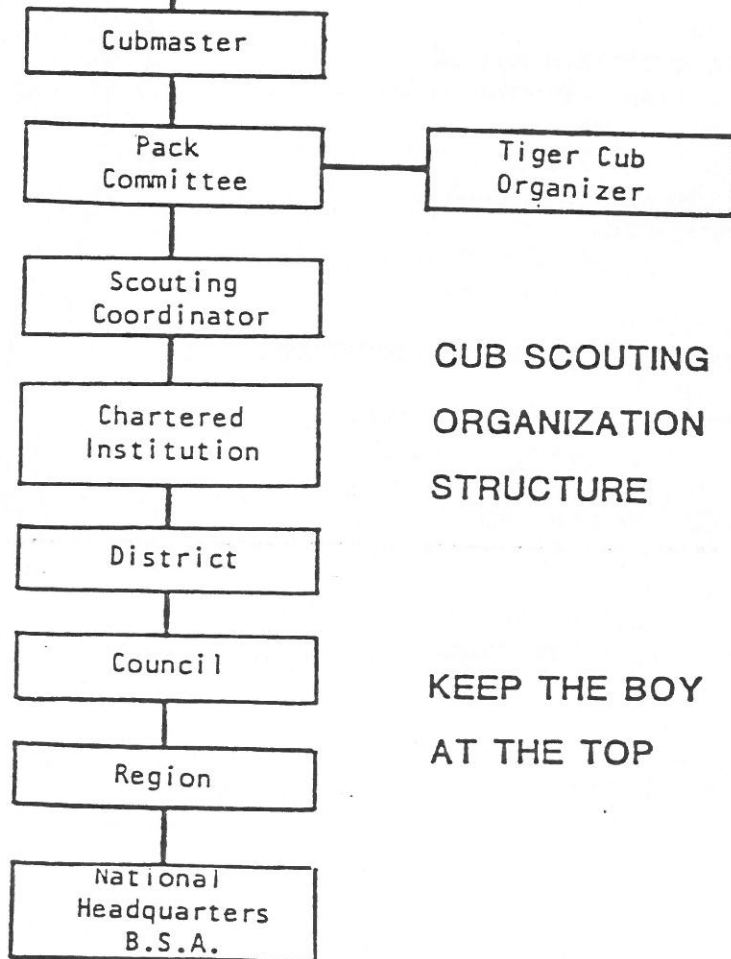 Cubmaster
Pack
Committee
Tiger Cub
Organizer
Scouting
Coordinator
CUB SCOUTING
ORGANIZATION
STRUCTURE
Chartered
Institution
District
Council
KEEP THE BOY
AT THE TOP
Region
National
Headquarters
B.S.A.